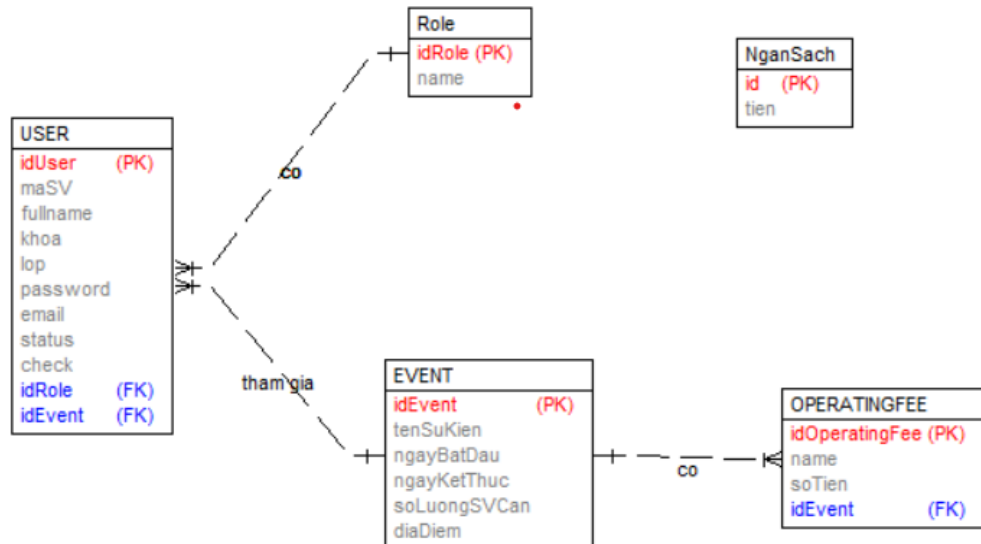 Role
idRole (PK)
name
NganSach
id (PK)
tien
USER
idUser (PK)
maSV
fullname
khoa
lop
password
email
status
check
idRole (FK)
idEvent (FK)
co
tham gia
EVENT
idEvent (PK)
tenSuKien
ngayBatDau
ngayKetThuc
soLuongSVCan
diaDiem
co
OPERATINGFEE
idOperatingFee (PK)
name
soTien
idEvent (FK)